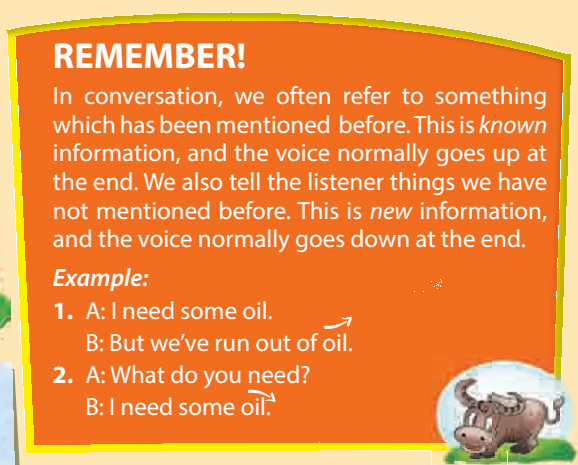 REMEMBER!
In conversation, we often refer to something
which has been mentioned before. This is known
information, and the voice normally goes up at
the end. We also tell the listener things we have
not mentioned before. This is new information,
and the voice normally goes down at the end.
Example:
1. A: I need some oil.
B: But we’ve run out of oil.
2. A: What do you need?
B: I need some oil.